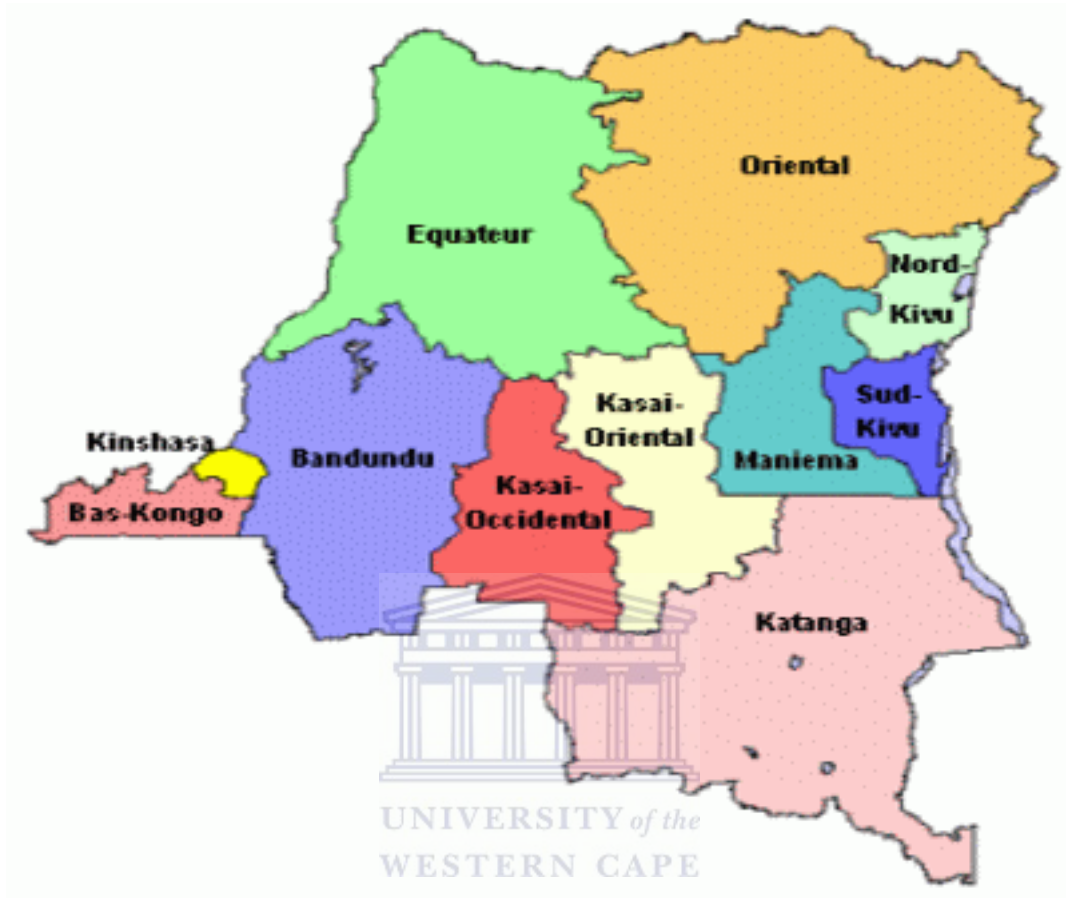 Oriental
Equateur
Nord-
Kivu
Kasai-
Oriental
Sud-
Kivu
Kinshasa
Bandundu
Maniema
Kasai-
Occidental
Bas-Kongo
Katanga
UNIVERSITY of the
WESTERN CAPE